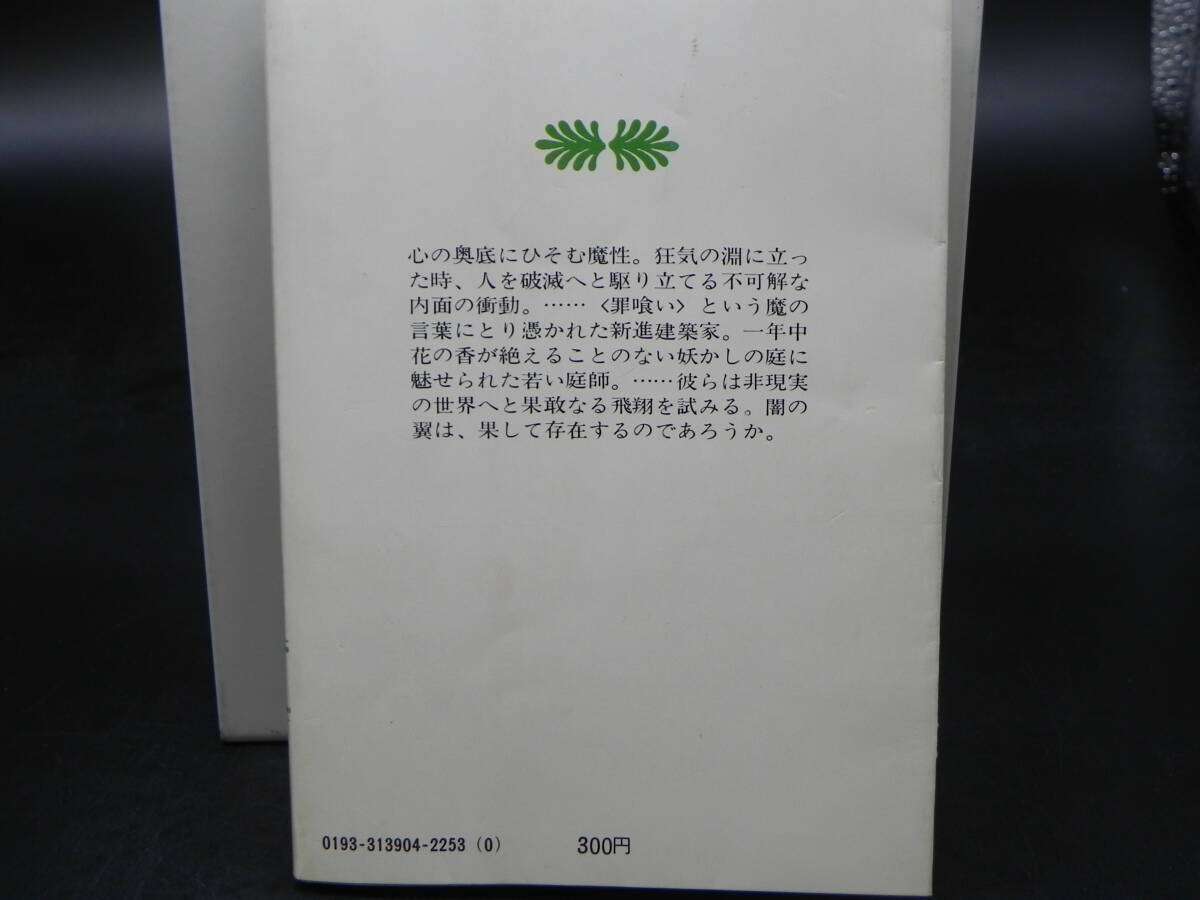 心の奥底にひそむ魔性。狂気の淵に立っ
た時、人を破滅へと駆り立てる不可解な
内面の衝動。……〈罪喰い〉という魔の
言葉にとり憑かれた新進建築家。一年中
花の香が絶えることのない妖かしの庭に
魅せられた若い庭師。……彼らは非現実
の世界へと果敢なる飛翔を試みる。闇の
翼は、果して存在するのであろうか。
0193-313904-2253(0) 300円